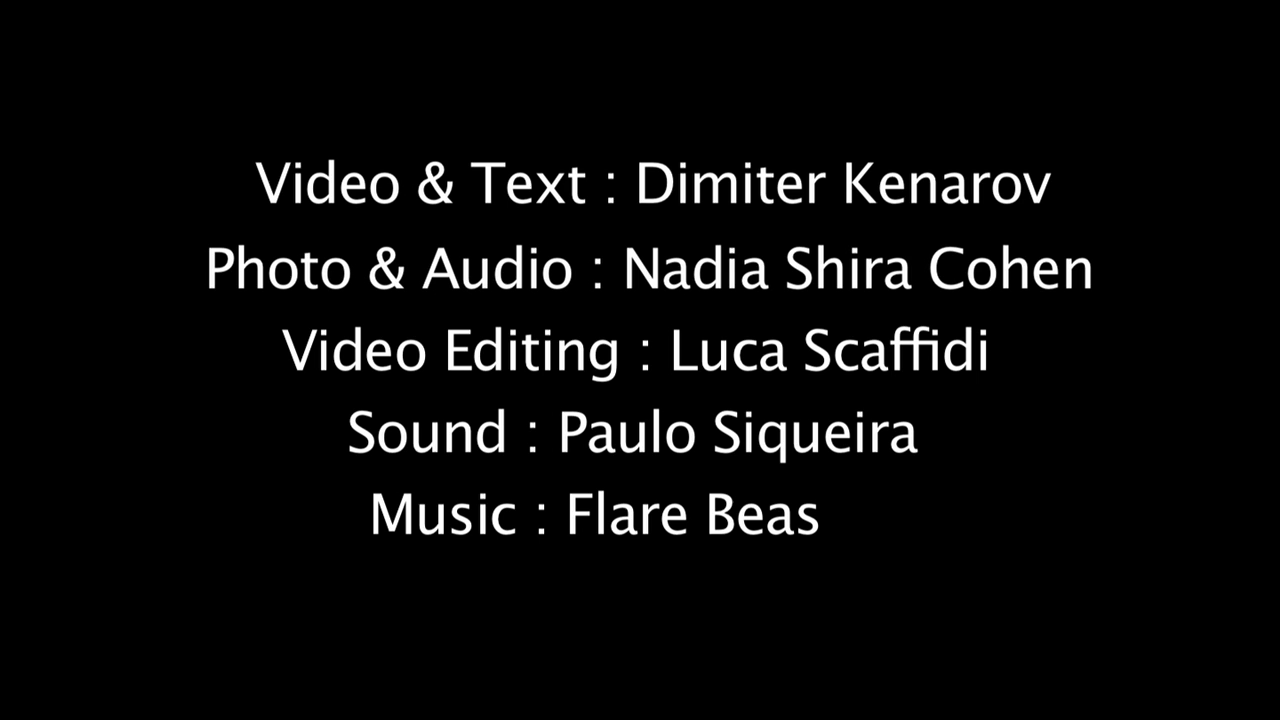 Video & Text : Dimiter Kenarov
Photo & Audio : Nadia Shira Cohen
Video Editing : Luca Scaffidi
Sound : Paulo Siqueira
Music : Flare Beas